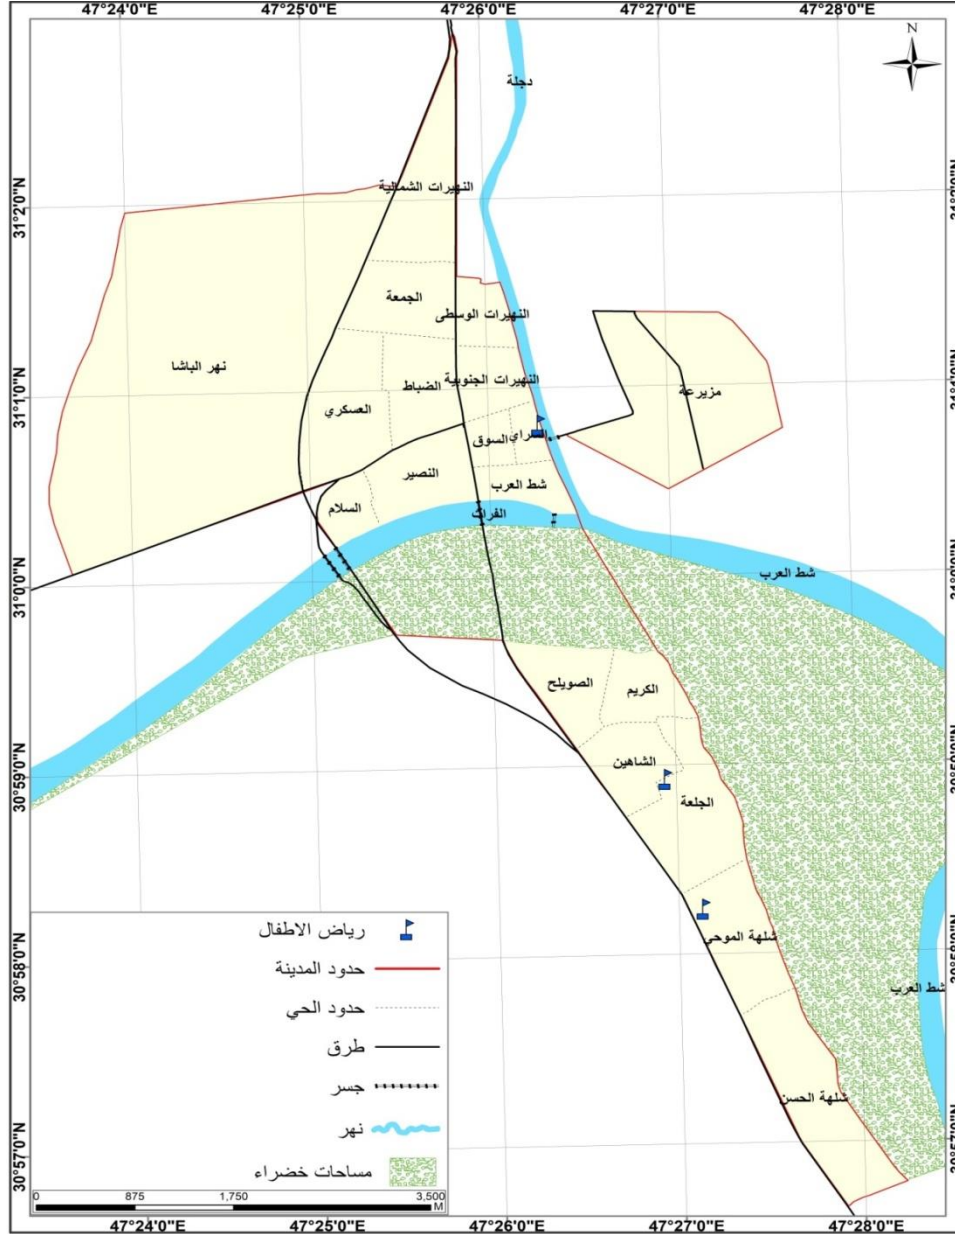 47°24'0"E
47°25'0"E
47°26'0"E
47°27'0"E
47°28'0"E
N
دجلة
31°2'0"N
النهيرات الشمالية
الجمعة
النهيرات الوسطى
نهر الباشا
النهيرات الجنوبية
الضباط
مزيرعة
31°1'0"N
العسكري
السراي
السوق
النصير
شط العرب
السلام
الفرات
31°0'0"N
شط العرب
الصويلح
الكريم
30°59'0"N
الشاهين
الجلعة
رياض الاطفال
شلهة الموحي
30°58'0"N
حدود المدينة
شط العرب
حدود الحي
طرق
جسر
شلهة الحسن
نهر
30°57'0"N
مساحات خضراء
0
875
1,750
3,500
M
47°24'0"E
47°25'0"E
47°26'0"E
47°27'0"E
47°28'0"E